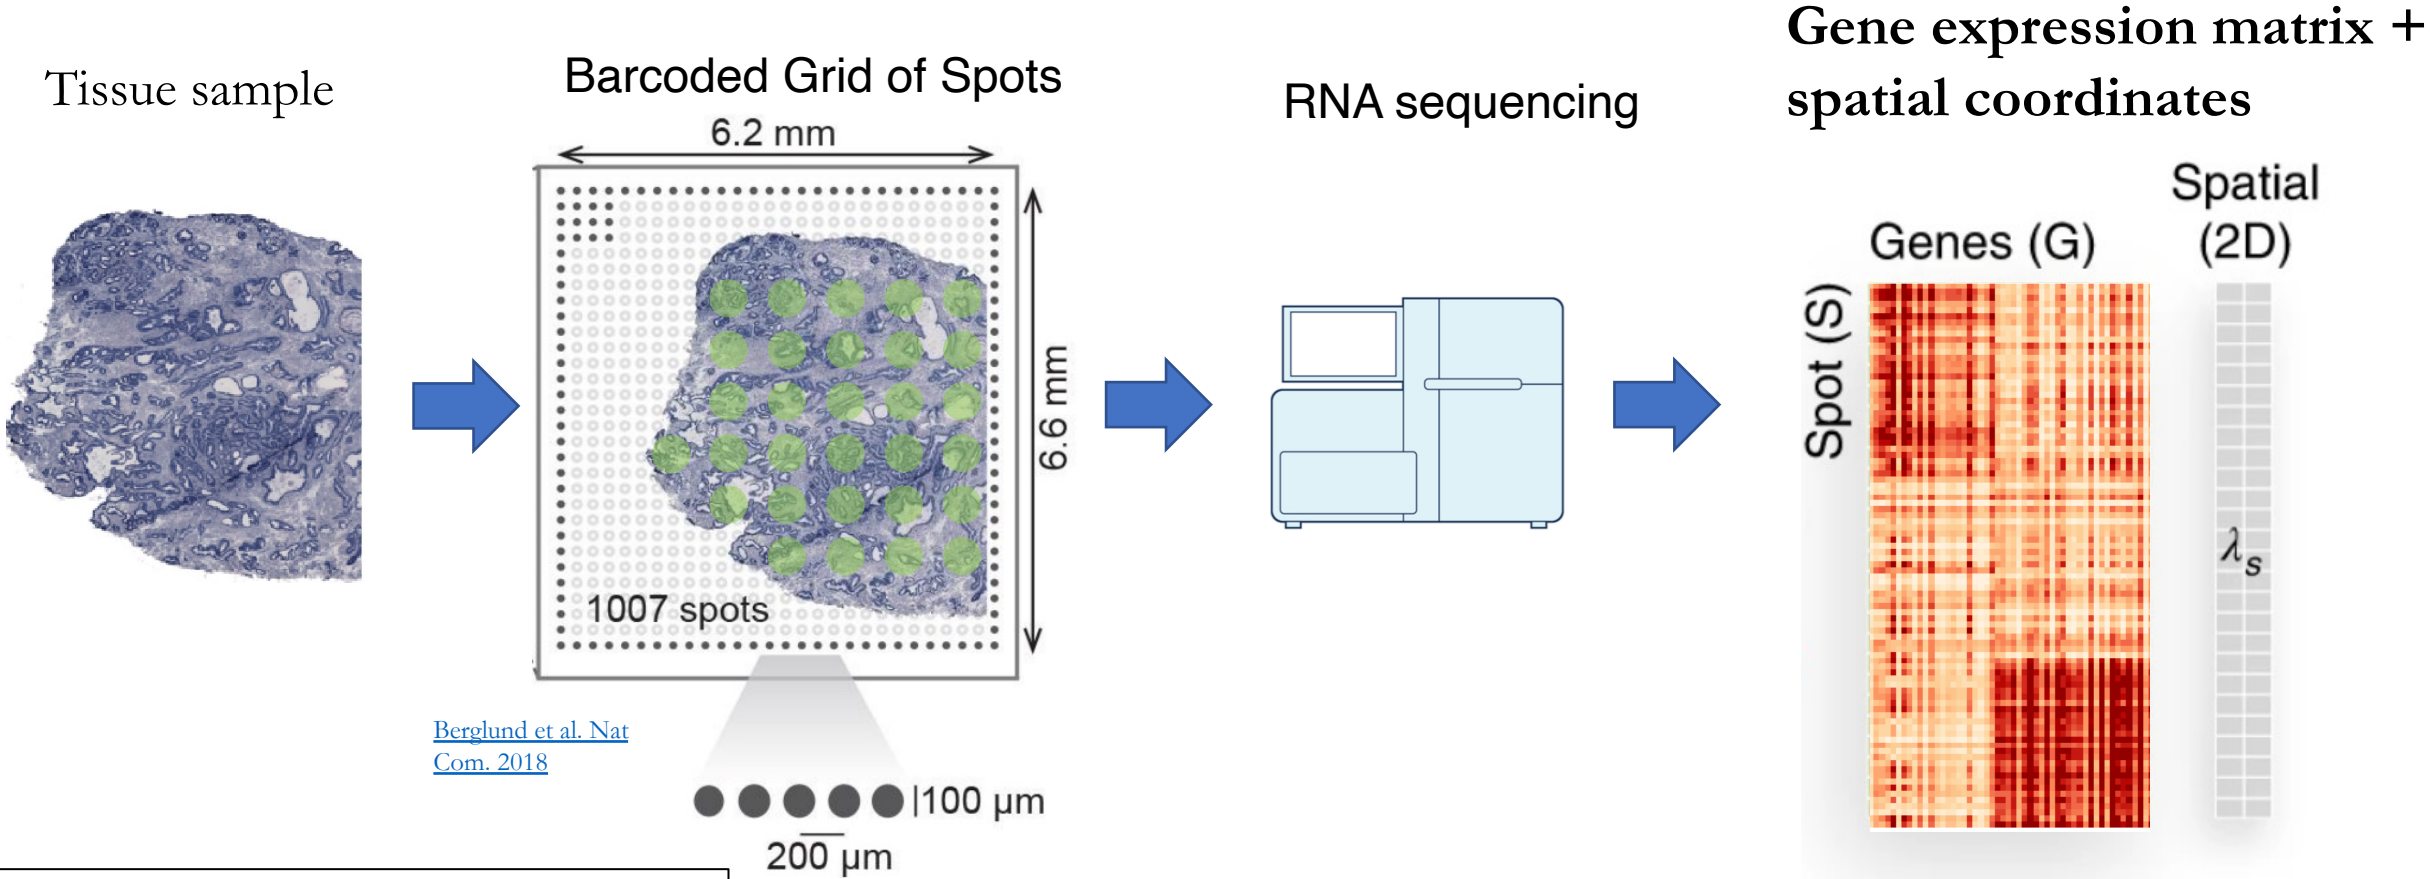 Tissue sample
Barcoded Grid of Spots
6.2 mm
6.6 mm
1007 spots
Berglund et al. Nat
Com. 2018
100 µm
200 µm
RNA sequencing
Gene expression matrix +
spatial coordinates
Spatial
(2D)
Genes (G)
Spot (S)
λs